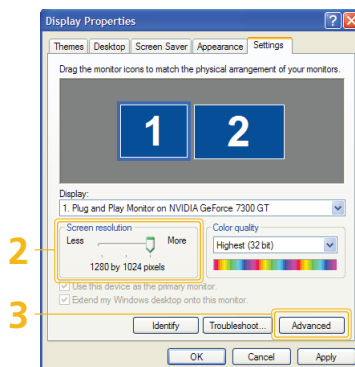 Display Properties
Themes Desktop Screen Saver Appearance Settings
Drag the monitor icons to match the physical arrangement of your monitors.
1 2
Display:
1. Plug and Play Monitor on NVIDIA GeForce 7300 GT
Screen resolution
Less More
1280 by 1024 pixels
Color quality
Highest (32 bit)
Use this device as the primary monitor.
Extend my Windows desktop onto this monitor.
Identify Troubleshoot... Advanced
OK Cancel Apply
2
3